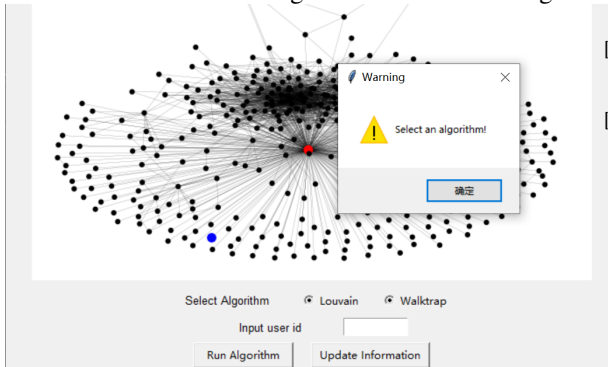 Warning
Select an algorithm!
确定
Select Algorithm Louvain Walktrap
Input user id
Run Algorithm Update Information